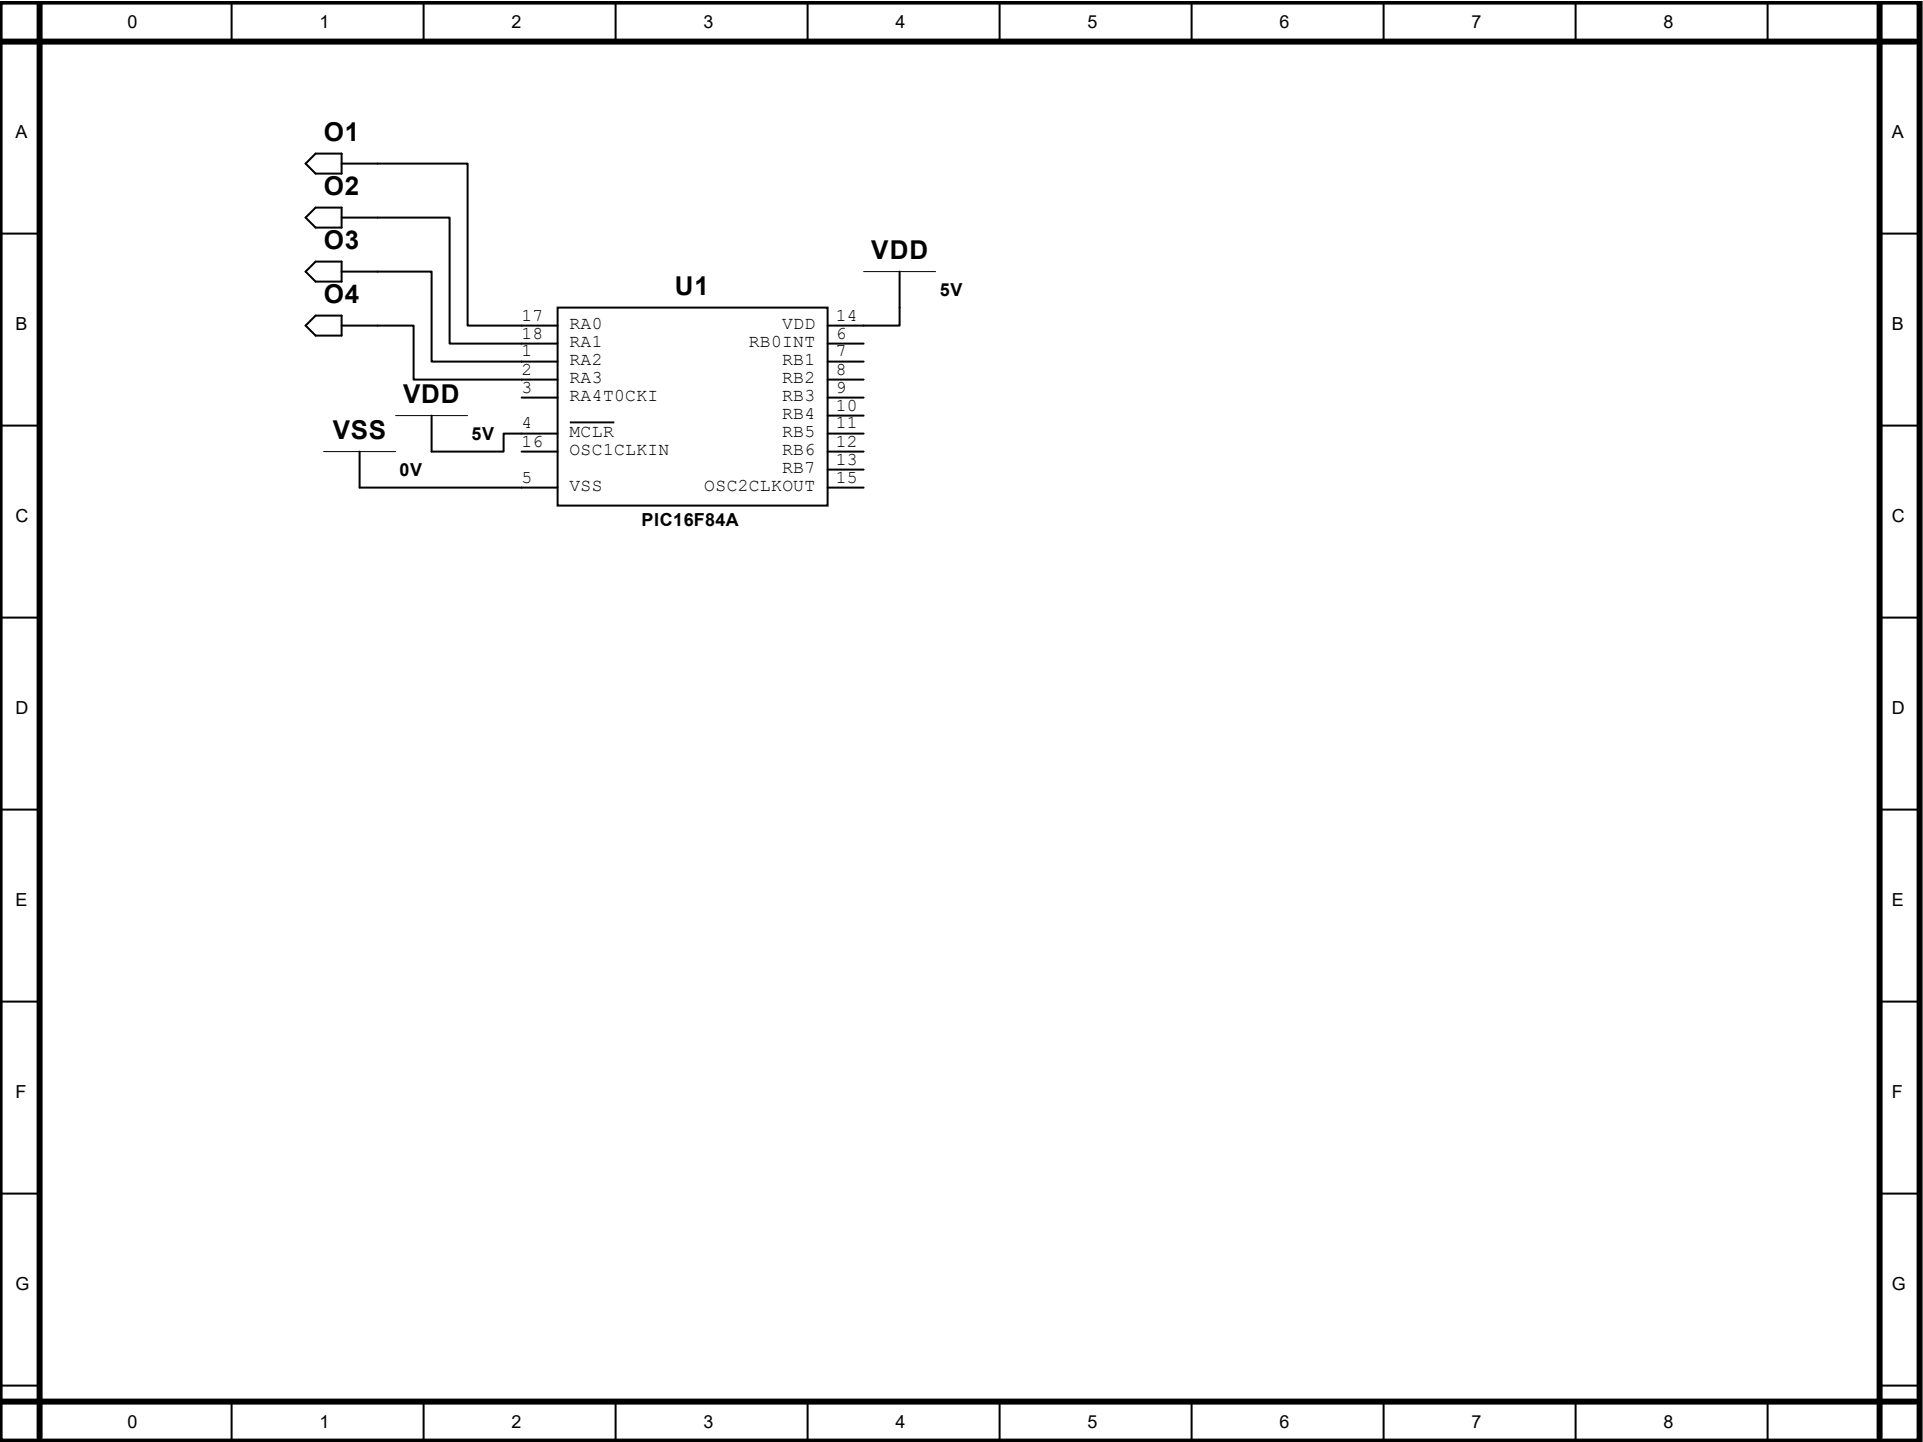 0 1 2 3 4 5 6 7 8
A A
O1
O2
O3
VDD
5V
O4
U1
B B
17 RA0 VDD 14
18 RA1 RB0INT 6
1 RA2 RB1 7
2 RA3 RB2 8
3 RA4T0CKI RB3 9
RB4 10
VDD
5V
4 MCLR RB5 11
16 OSC1CLKIN RB6 12
RB7 13
VSS
0V
5 VSS OSC2CLKOUT 15
PIC16F84A
C C
D D
E E
F F
G G
0 1 2 3 4 5 6 7 8